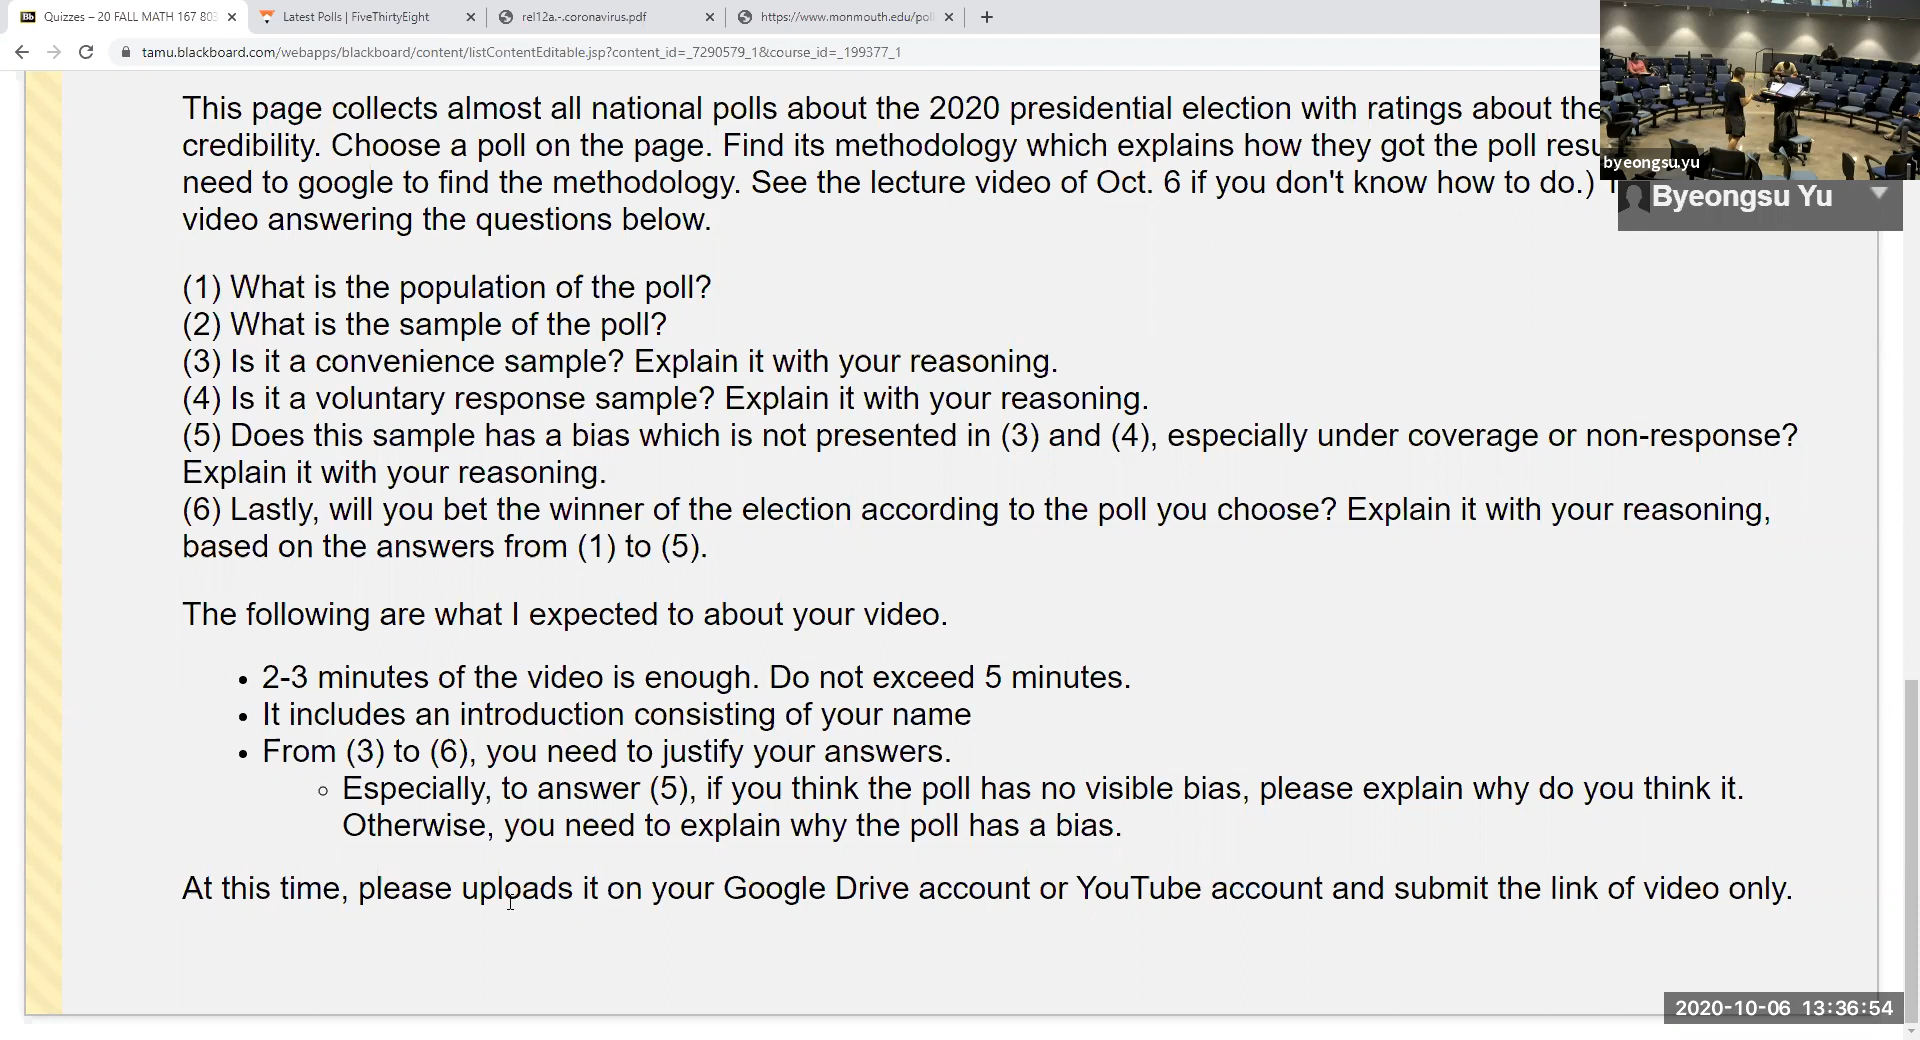 Quizzes – 20 FALL MATH 167 803
Latest Polls | FiveThirtyEight
rel12a.-.coronavirus.pdf
https://www.monmouth.edu/poll
tamu.blackboard.com/webapps/blackboard/content/listContentEditable.jsp?content_id=_7290579_1&course_id=_199377_1
This page collects almost all national polls about the 2020 presidential election with ratings about the
credibility. Choose a poll on the page. Find its methodology which explains how they got the poll resu
need to google to find the methodology. See the lecture video of Oct. 6 if you don't know how to do.)
video answering the questions below.
byeongsu.yu
Byeongsu Yu
(1) What is the population of the poll?
(2) What is the sample of the poll?
(3) Is it a convenience sample? Explain it with your reasoning.
(4) Is it a voluntary response sample? Explain it with your reasoning.
(5) Does this sample has a bias which is not presented in (3) and (4), especially under coverage or non-response?
Explain it with your reasoning.
(6) Lastly, will you bet the winner of the election according to the poll you choose? Explain it with your reasoning,
based on the answers from (1) to (5).
The following are what I expected to about your video.
• 2-3 minutes of the video is enough. Do not exceed 5 minutes.
• It includes an introduction consisting of your name
• From (3) to (6), you need to justify your answers.
○ Especially, to answer (5), if you think the poll has no visible bias, please explain why do you think it.
Otherwise, you need to explain why the poll has a bias.
At this time, please uploads it on your Google Drive account or YouTube account and submit the link of video only.
2020-10-06 13:36:54